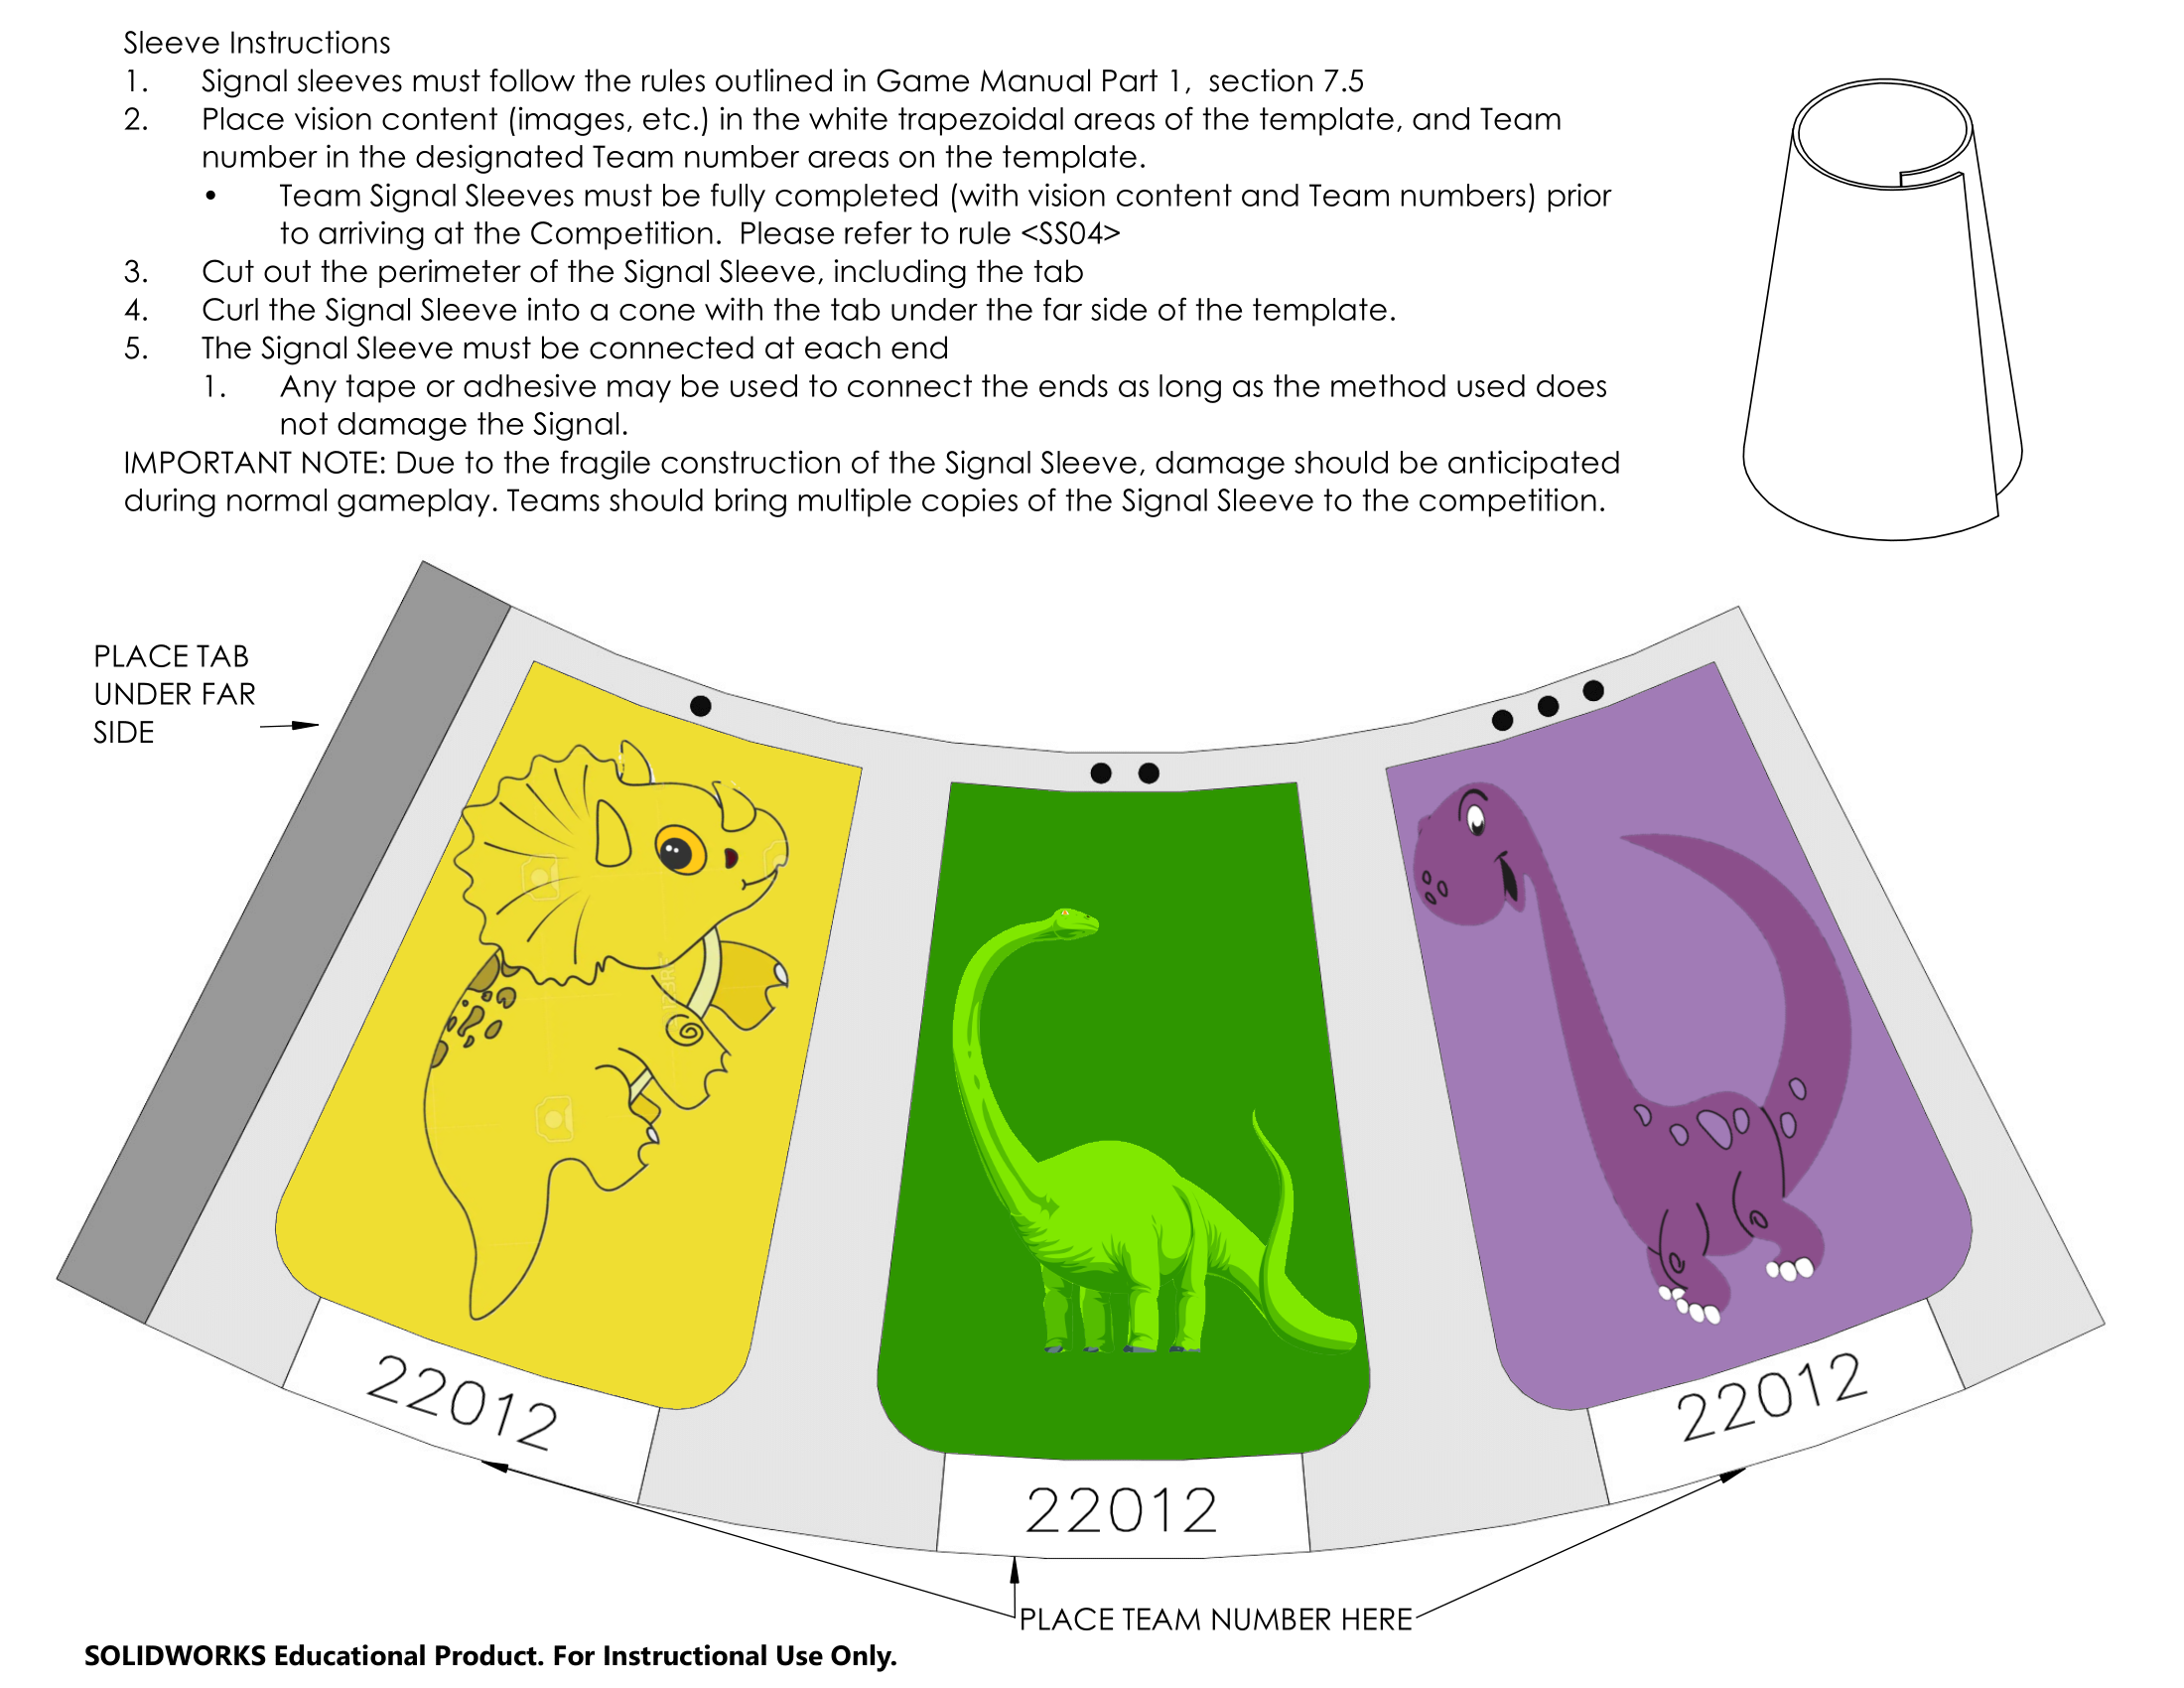 Sleeve Instructions
1. Signal sleeves must follow the rules outlined in Game Manual Part 1, section 7.5
2. Place vision content (images, etc.) in the white trapezoidal areas of the template, and Team
number in the designated Team number areas on the template.
• Team Signal Sleeves must be fully completed (with vision content and Team numbers) prior
to arriving at the Competition. Please refer to rule <SS04>
3. Cut out the perimeter of the Signal Sleeve, including the tab
4. Curl the Signal Sleeve into a cone with the tab under the far side of the template.
5. The Signal Sleeve must be connected at each end
1. Any tape or adhesive may be used to connect the ends as long as the method used does
not damage the Signal.
IMPORTANT NOTE: Due to the fragile construction of the Signal Sleeve, damage should be anticipated
during normal gameplay. Teams should bring multiple copies of the Signal Sleeve to the competition.
PLACE TAB
UNDER FAR
SIDE
22012
22012
22012
PLACE TEAM NUMBER HERE
SOLIDWORKS Educational Product. For Instructional Use Only.